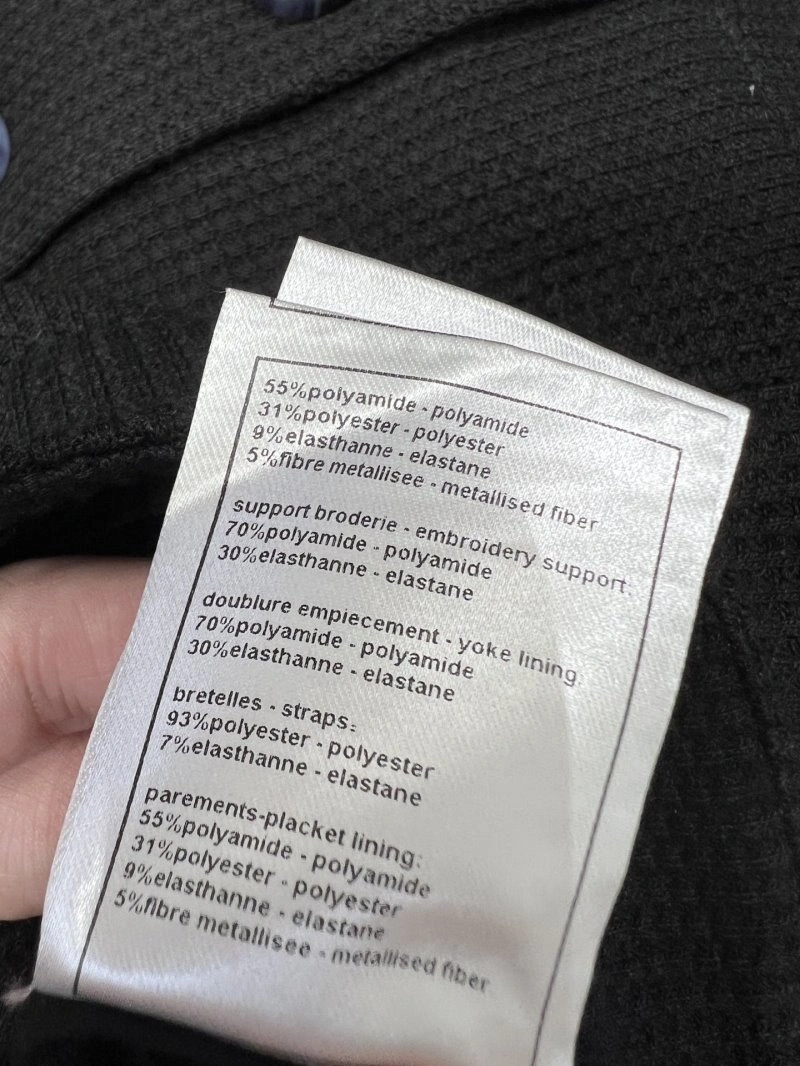 55%polyamide - polyamide
31%polyester - polyester
9%elasthanne - elastane
5%fibre metallisee - metallised fiber
support broderie - embroidery support:
70%polyamide - polyamide
30%elasthanne - elastane
doublure empiecement - yoke lining:
70%polyamide - polyamide
30%elasthanne - elastane
bretelles - straps:
93%polyester - polyester
7%elasthanne - elastane
parements-placket lining:
55%polyamide - polyamide
31%polyester - polyester
9%elasthanne - elastane
5%fibre metallisee - metallised fiber